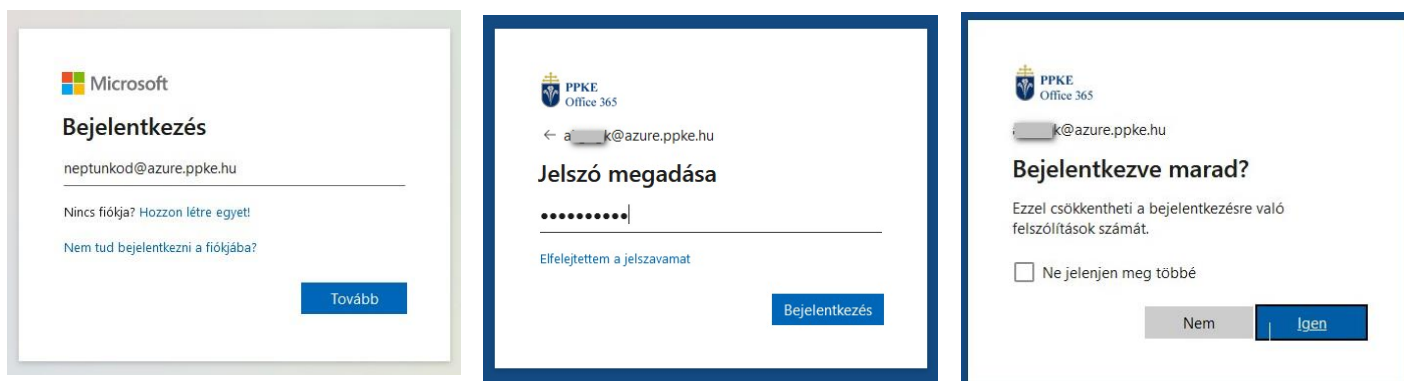 Microsoft
Bejelentkezés
neptunkod@azure.ppke.hu
Nincs fiókja? Hozzon létre egyet!
Nem tud bejelentkezni a fiókjába?
Tovább
PPKE
Office 365
← a k@azure.ppke.hu
Jelszó megadása
••••••••••
Elfelejtettem a jelszavamat
Bejelentkezés
PPKE
Office 365
k@azure.ppke.hu
Bejelentkezve marad?
Ezzel csökkentheti a bejelentkezésre való
felszólítások számát.
Ne jelenjen meg többé
Nem
Igen